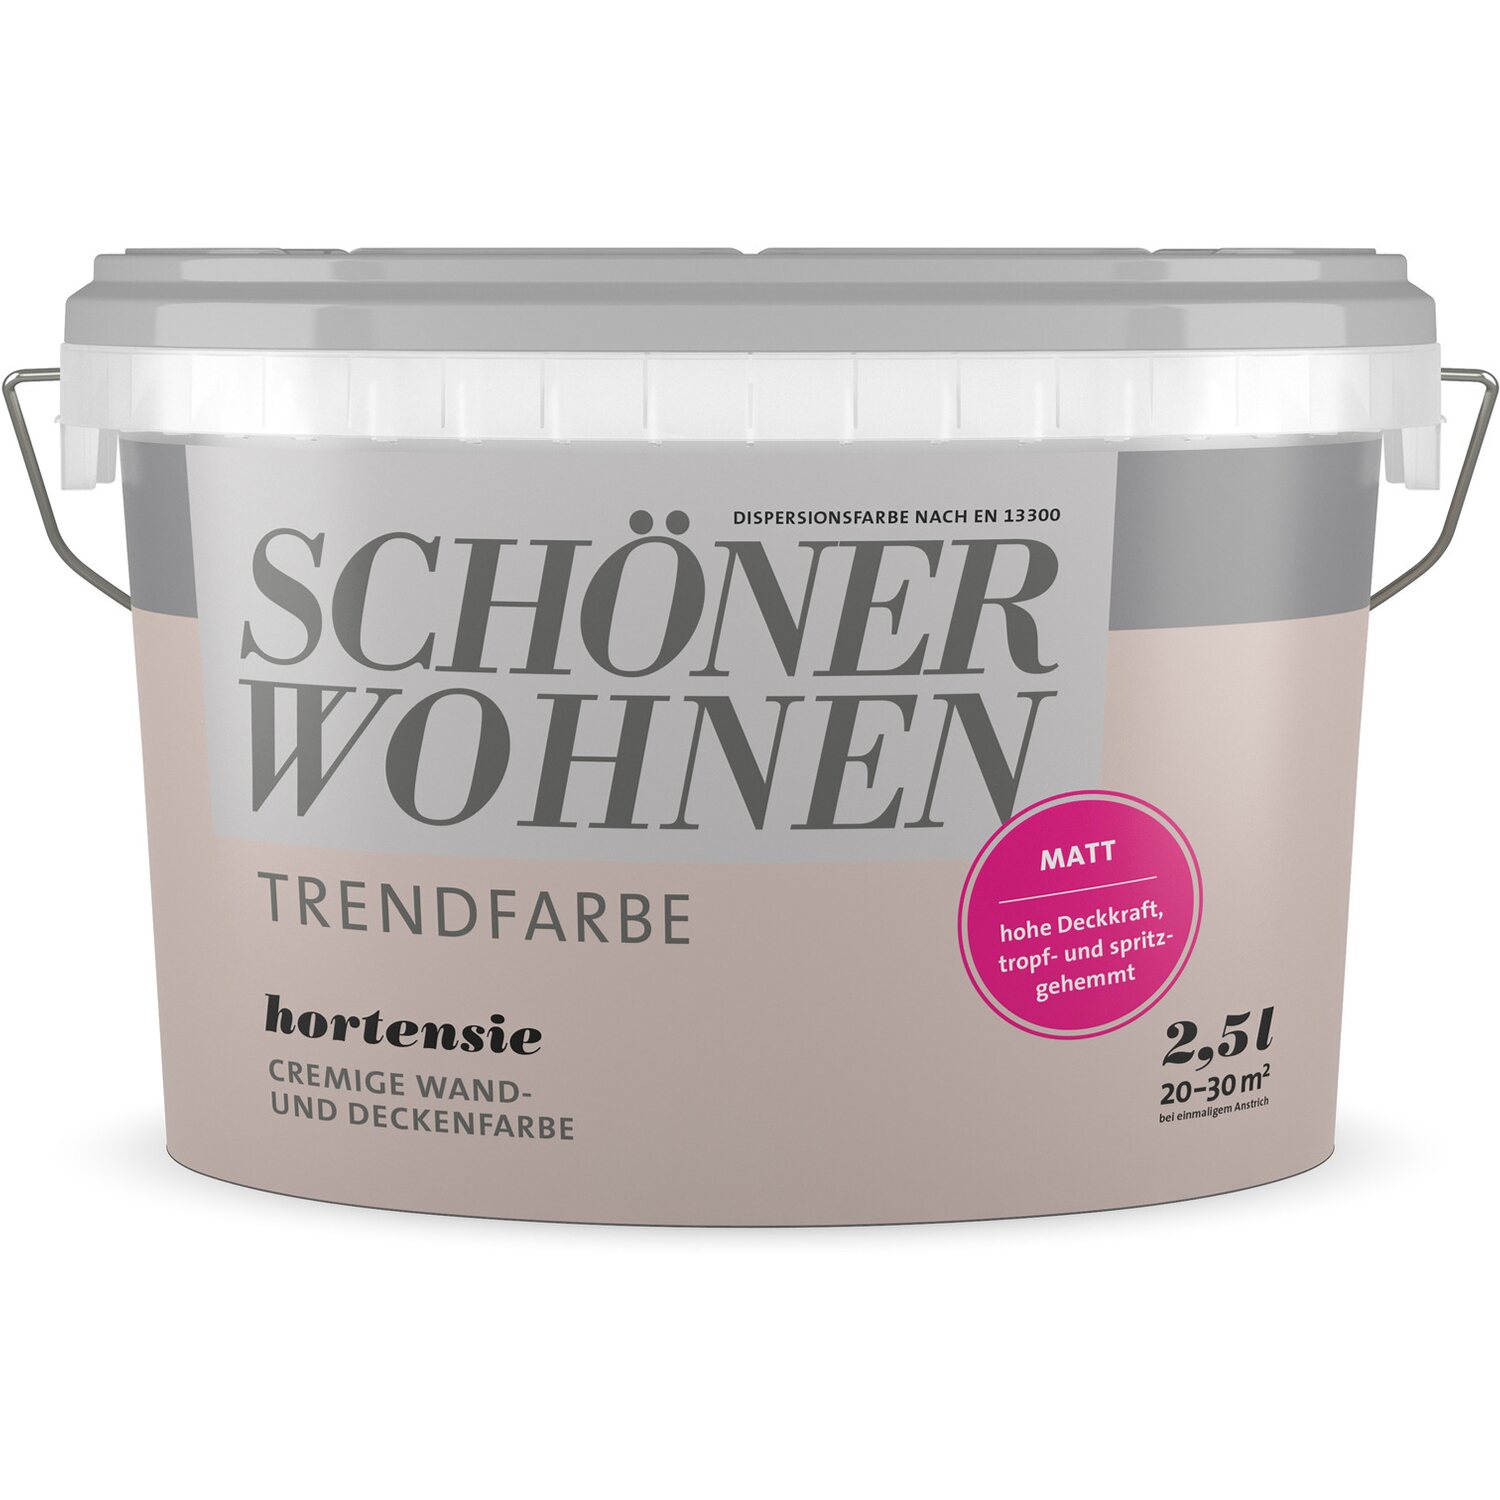 DISPERSIONSFARBE NACH EN 13300
SCHÖNER
WOHNEN
TRENDFARBE
MATT
hohe Deckkraft,
tropf- und spritz-
gehemmt
hortensie
CREMIGE WAND-
UND DECKENFARBE
2,5l
20–30 m²
bei einmaligem Anstrich